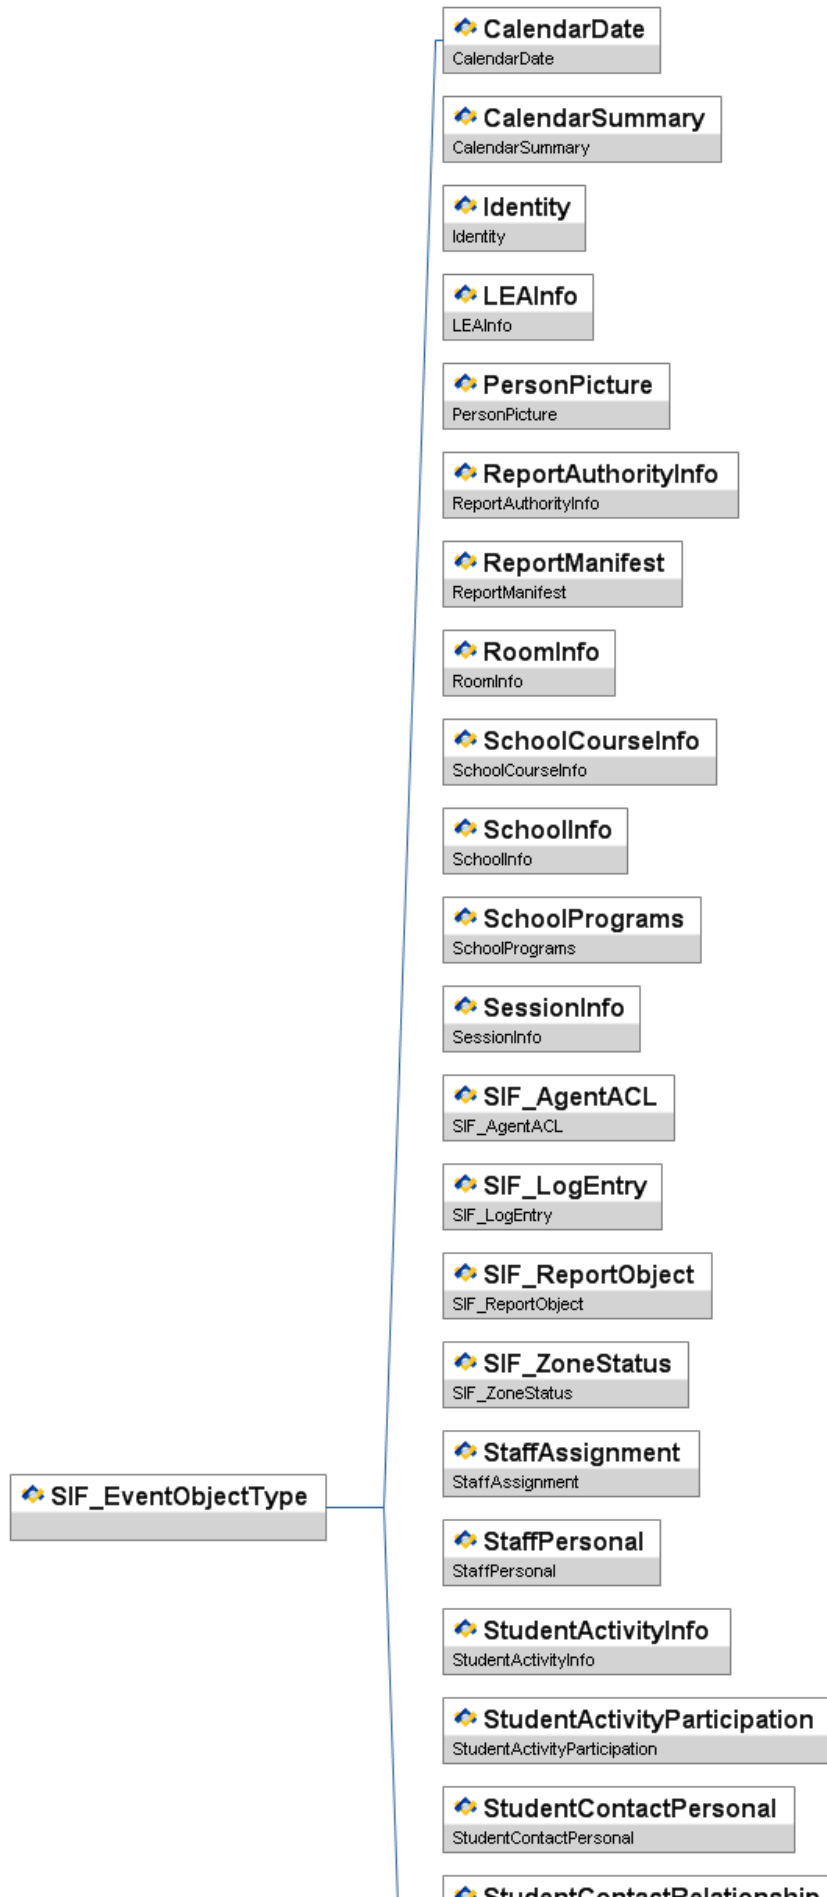 CalendarDate
CalendarDate
CalendarSummary
CalendarSummary
Identity
Identity
LEAInfo
LEAInfo
PersonPicture
PersonPicture
ReportAuthorityInfo
ReportAuthorityInfo
ReportManifest
ReportManifest
RoomInfo
RoomInfo
SchoolCourseInfo
SchoolCourseInfo
SchoolInfo
SchoolInfo
SchoolPrograms
SchoolPrograms
SessionInfo
SessionInfo
SIF_AgentACL
SIF_AgentACL
SIF_LogEntry
SIF_LogEntry
SIF_ReportObject
SIF_ReportObject
SIF_ZoneStatus
SIF_ZoneStatus
StaffAssignment
StaffAssignment
SIF_EventObjectType
StaffPersonal
StaffPersonal
StudentActivityInfo
StudentActivityInfo
StudentActivityParticipation
StudentActivityParticipation
StudentContactPersonal
StudentContactPersonal
StudentContactRelationship